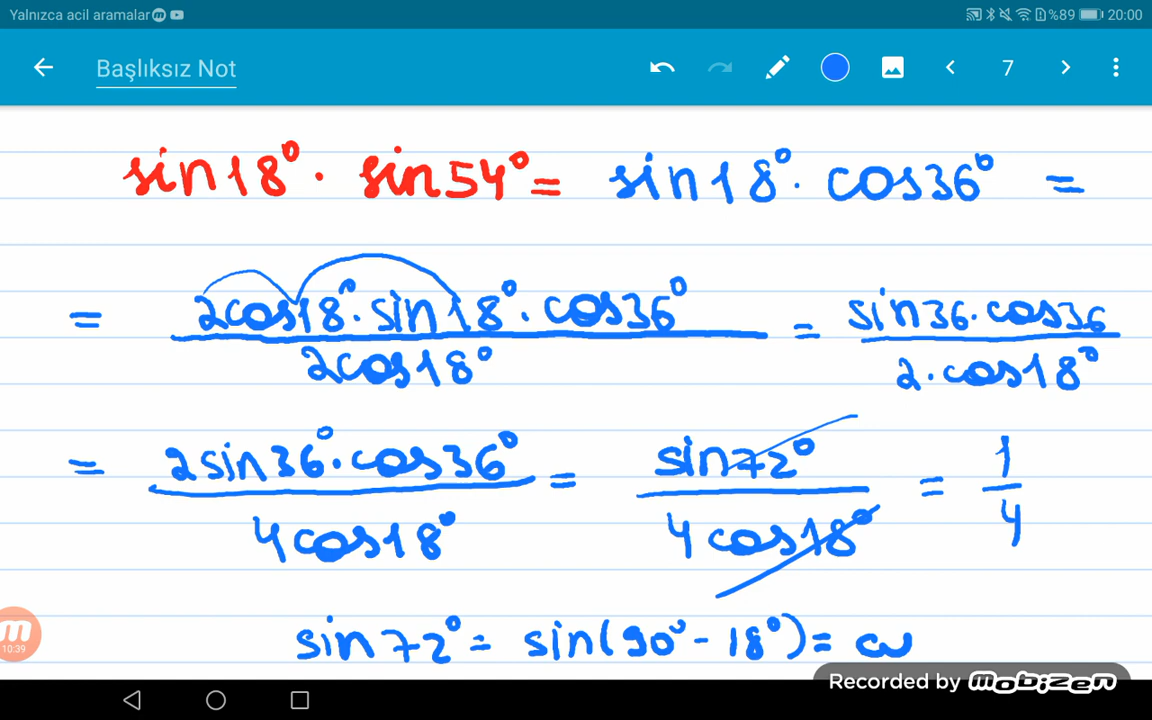 Yalnızca acil aramalar %89 20:00
Başlıksız Not 7
sin18° · sin54° = sin18° · cos36° =
= 2cos18° · sin18° · cos36° / 2cos18° = sin36 · cos36 / 2 · cos18°
= 2sin36° · cos36° / 4cos18° = sin72° / 4cos18° = 1/4
sin72° = sin(90° - 18°) = co
10:39
Recorded by mobizen